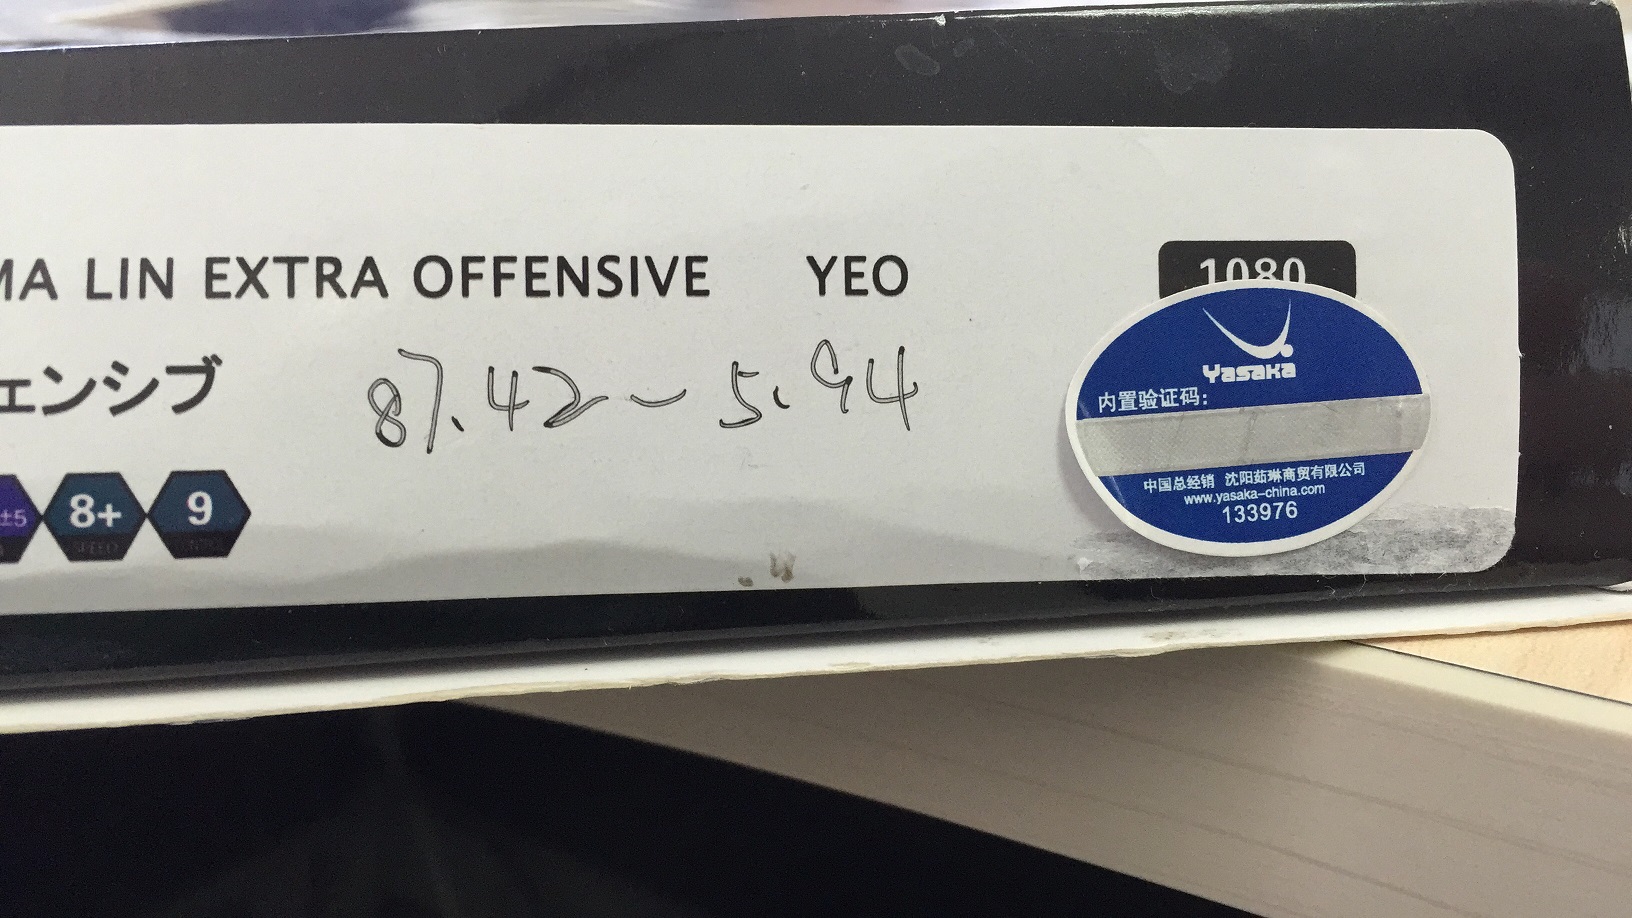 MA LIN EXTRA OFFENSIVE YEO
1080
ェンシブ
87.42~5.94
Yasaka
内置验证码:
±5
8+
9
中国总经销 沈阳茹琳商贸有限公司
www.yasaka-china.com
133976